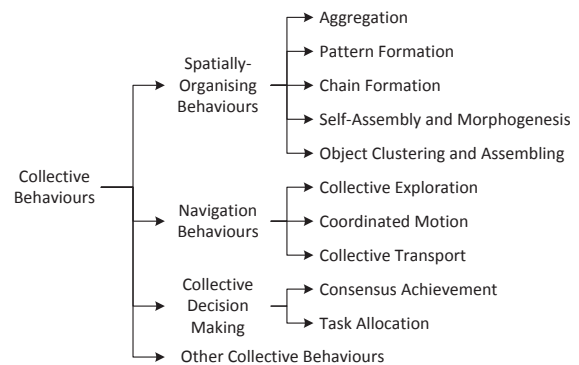 Collective
Behaviours
Spatially-
Organising
Behaviours
Aggregation
Pattern Formation
Chain Formation
Self-Assembly and Morphogenesis
Object Clustering and Assembling
Navigation
Behaviours
Collective Exploration
Coordinated Motion
Collective Transport
Collective
Decision
Making
Consensus Achievement
Task Allocation
Other Collective Behaviours